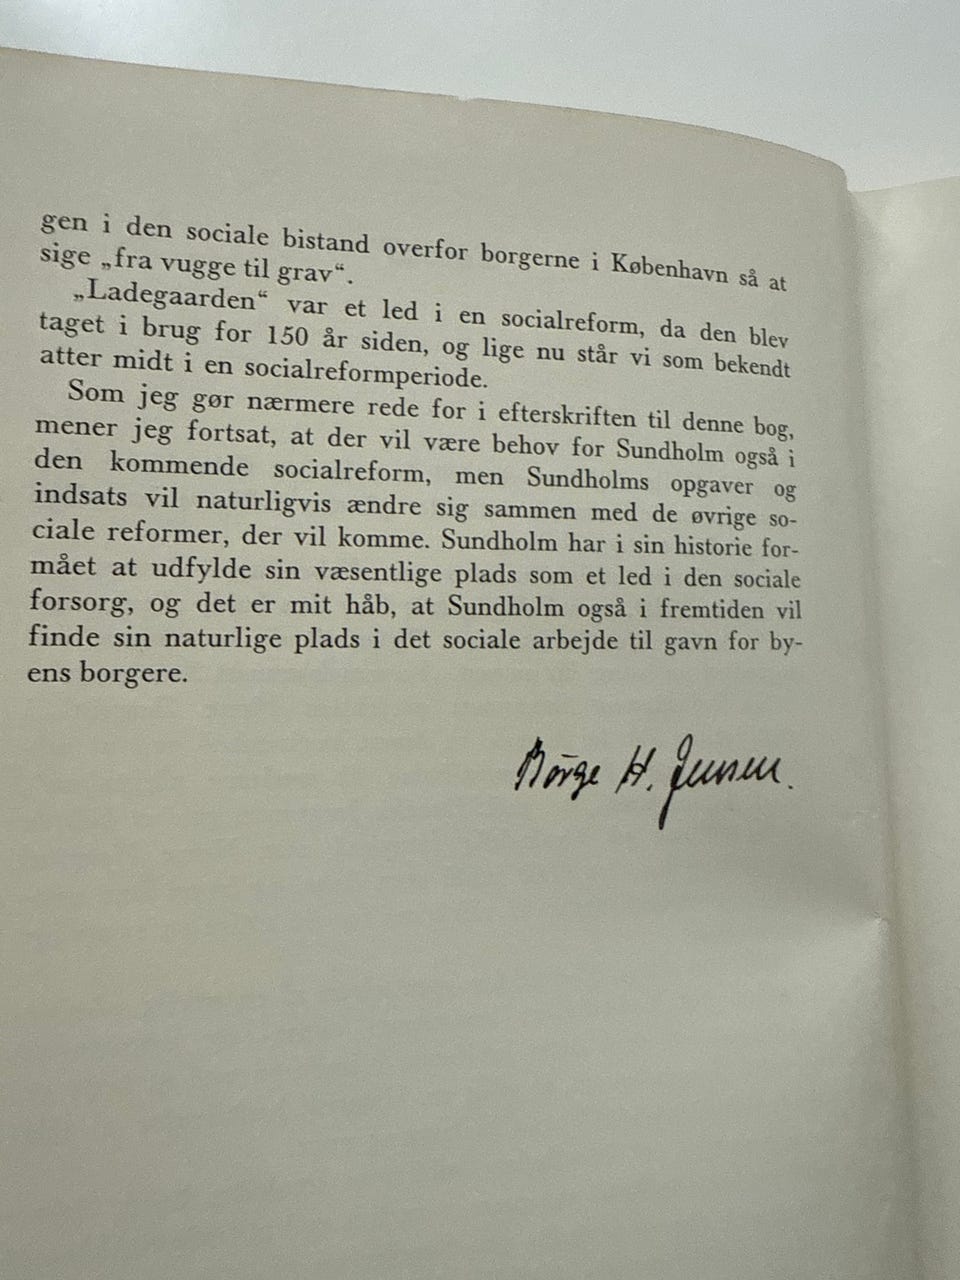 gen i den sociale bistand overfor borgerne i København så at
sige „fra vugge til grav“.
„Ladegaarden“ var et led i en socialreform, da den blev
taget i brug for 150 år siden, og lige nu står vi som bekendt
atter midt i en socialreformperiode.
Som jeg gør nærmere rede for i efterskriften til denne bog,
mener jeg fortsat, at der vil være behov for Sundholm også i
den kommende socialreform, men Sundholms opgaver og
indsats vil naturligvis ændre sig sammen med de øvrige so-
ciale reformer, der vil komme. Sundholm har i sin historie for-
mået at udfylde sin væsentlige plads som et led i den sociale
forsorg, og det er mit håb, at Sundholm også i fremtiden vil
finde sin naturlige plads i det sociale arbejde til gavn for by-
ens borgere.
Börge H. Jensen.